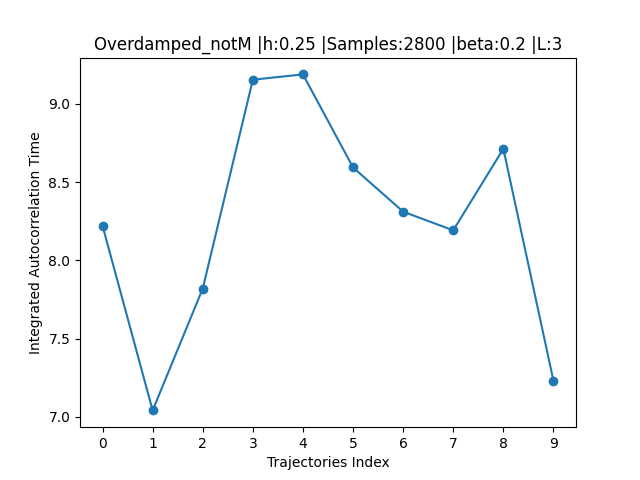 Overdamped_notM |h:0.25 |Samples:2800 |beta:0.2 |L:3
Integrated Autocorrelation Time
9.0
8.5
8.0
7.5
7.0
0 1 2 3 4 5 6 7 8 9
Trajectories Index